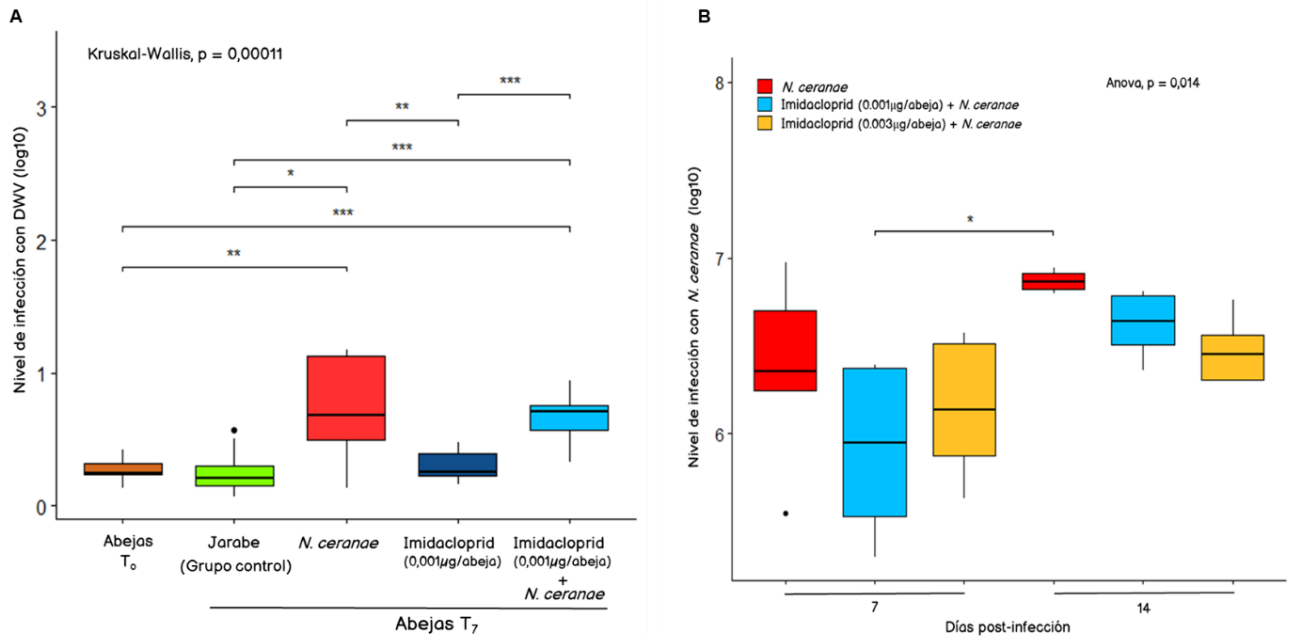 A
Kruskal-Wallis, p = 0,00011
Nivel de infección con DWV (log10)
3
2
1
0
***
**
***
*
***
**
Abejas
T₀
Jarabe
(Grupo control)
N. ceranae
Imidacloprid
(0,001µg/abeja)
Imidacloprid
(0,001µg/abeja)
+
N. ceranae
Abejas T₇
B
Anova, p = 0,014
N. ceranae
Imidacloprid (0.001µg/abeja) + N. ceranae
Imidacloprid (0.003µg/abeja) + N. ceranae
Nivel de infección con N. ceranae (log10)
8
7
6
*
7
14
Días post-infección